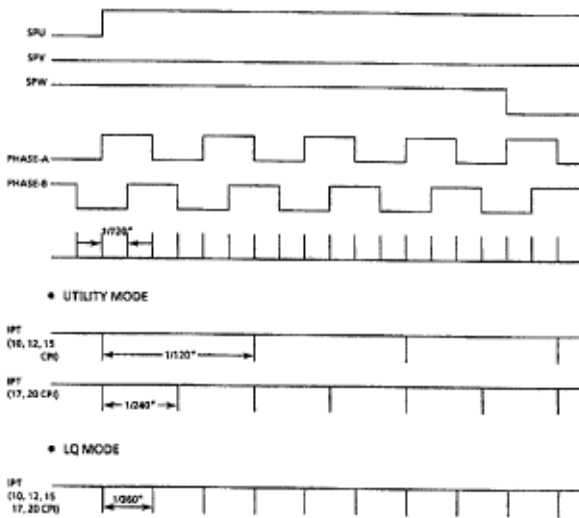 SPU
SPV
SPW
PHASE-A
PHASE-B
1/720"
• UTILITY MODE
IPT
(10, 12, 15
CPI)
1/120"
IPT
(17, 20 CPI)
1/240"
• LQ MODE
IPT
(10, 12, 15
17, 20 CPI)
1/360"